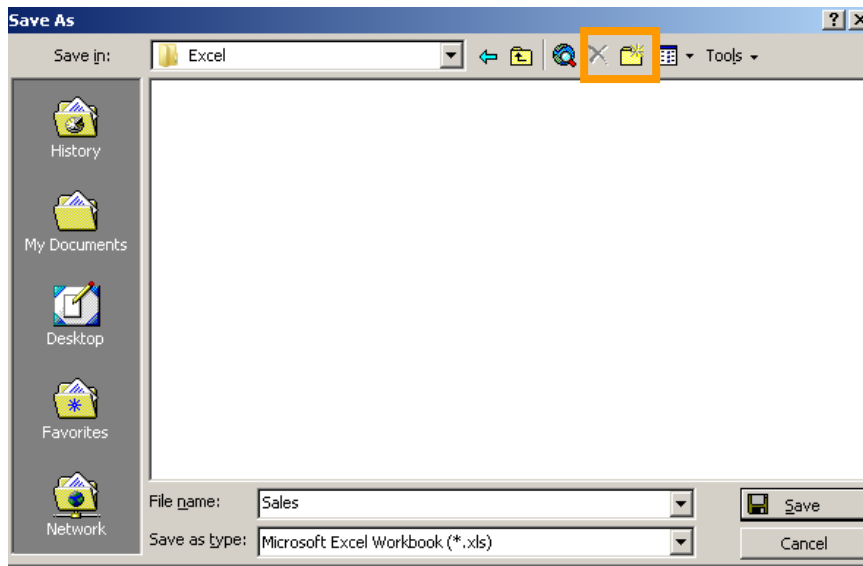 Save As
Save in: Excel Tools
History
My Documents
Desktop
Favorites
Network
File name: Sales Save
Save as type: Microsoft Excel Workbook (*.xls) Cancel